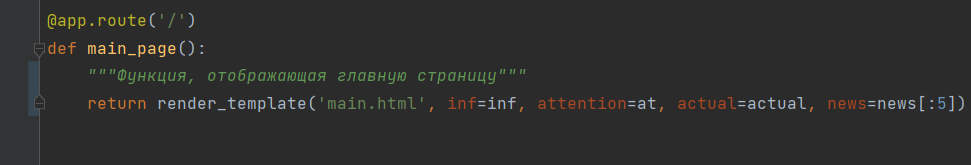 @app.route('/')
def main_page():
    """Функция, отображающая главную страницу"""
    return render_template('main.html', inf=inf, attention=at, actual=actual, news=news[:5])